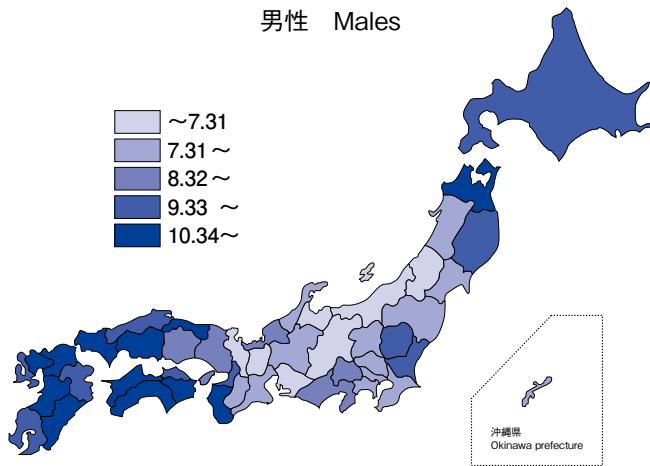 男性 Males
～7.31
7.31～
8.32～
9.33 ～
10.34～
沖縄県
Okinawa prefecture